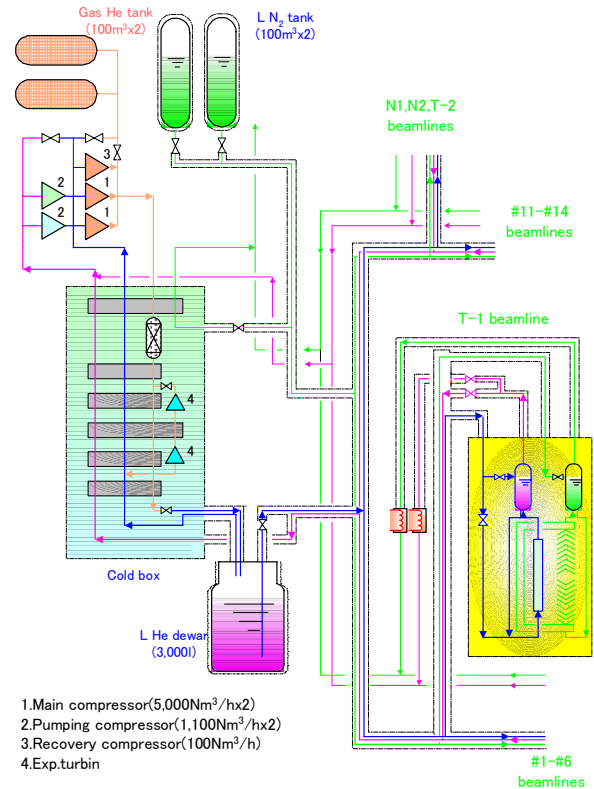 Gas He tank
(100m³x2)
L N₂ tank
(100m³x2)
N1,N2,T-2
beamlines
3
2
1
2
1
#11-#14
beamlines
T-1 beamline
4
4
Cold box
L He dewar
(3,000l)
1.Main compressor(5,000Nm³/hx2)
2.Pumping compressor(1,100Nm³/hx2)
3.Recovery compressor(100Nm³/h)
4.Exp.turbin
#1-#6
beamlines